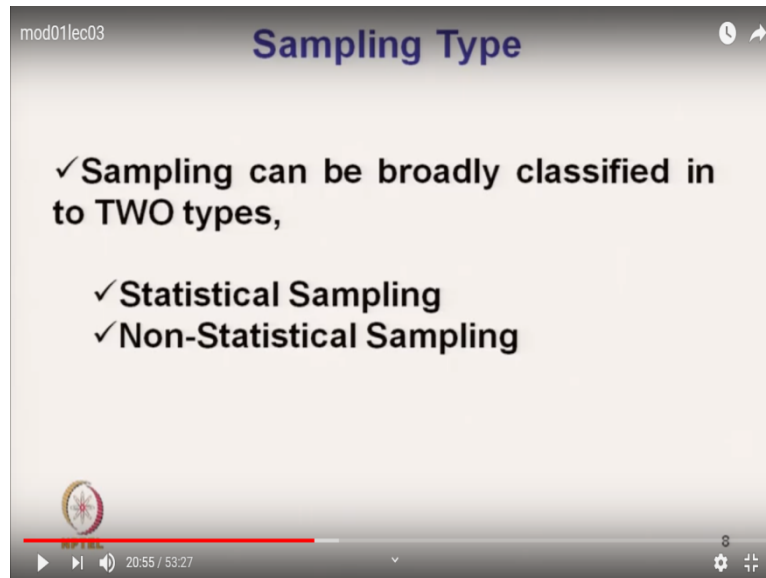 mod01lec03
Sampling Type
✓Sampling can be broadly classified in
to TWO types,
✓Statistical Sampling
✓Non-Statistical Sampling
NPTEL
8
20:55 / 53:27